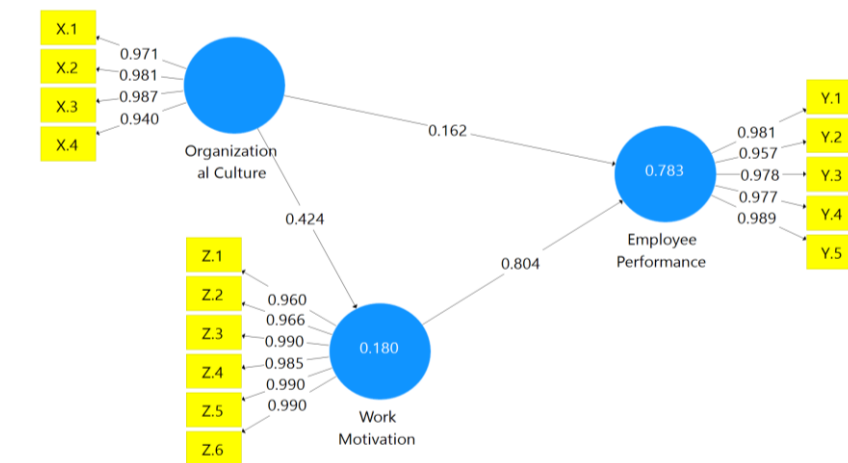 X.1
0.971
X.2
0.981
X.3
0.987
X.4
0.940
Organization
al Culture
0.162
0.424
0.783
Employee
Performance
Y.1
0.981
Y.2
0.957
Y.3
0.978
Y.4
0.977
Y.5
0.989
0.804
Z.1
0.960
Z.2
0.966
Z.3
0.990
Z.4
0.985
Z.5
0.990
Z.6
0.990
0.180
Work
Motivation